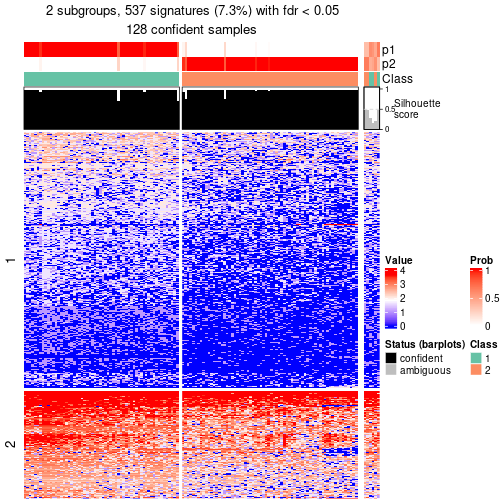 2 subgroups, 537 signatures (7.3%) with fdr < 0.05
128 confident samples
p1
p2
Class
1
0.5
0
Silhouette
score
1
2
Value
4
3
2
1
0
Prob
1
0.5
0
Status (barplots)
confident
ambiguous
Class
1
2